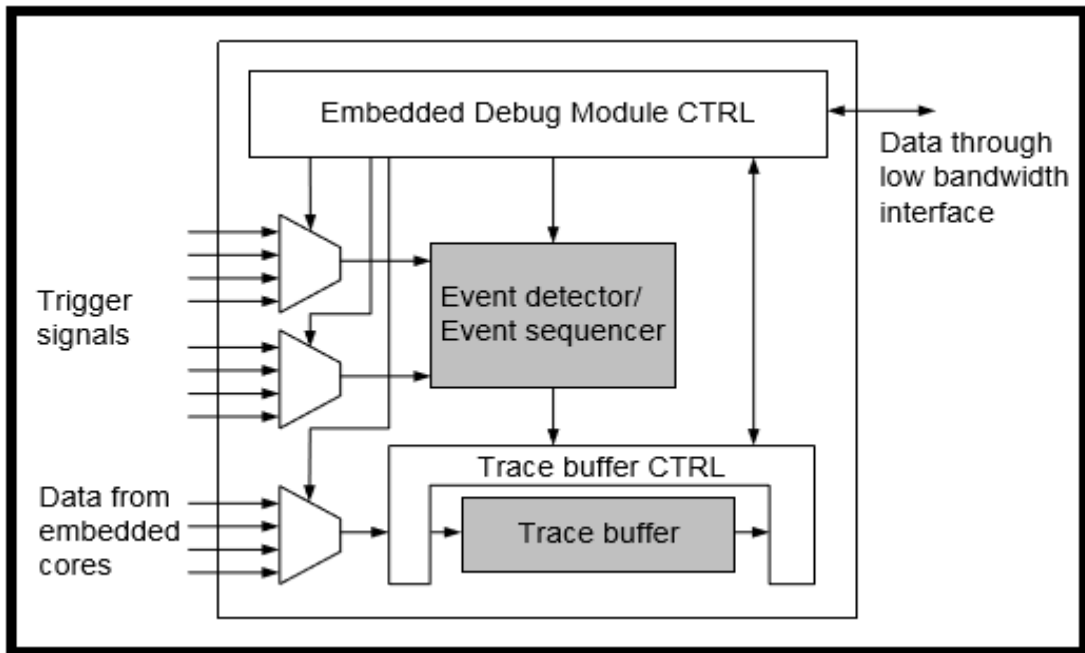 Embedded Debug Module CTRL
Data through
low bandwidth
interface
Trigger
signals
Event detector/
Event sequencer
Trace buffer CTRL
Data from
embedded
cores
Trace buffer